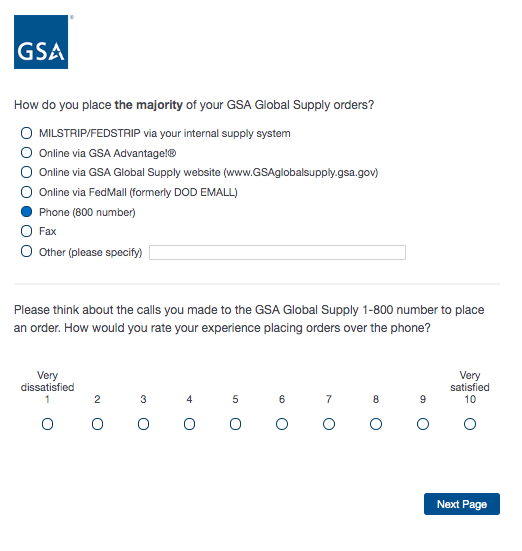 GSA
How do you place the majority of your GSA Global Supply orders?
MILSTRIP/FEDSTRIP via your internal supply system
Online via GSA Advantage!®
Online via GSA Global Supply website (www.GSAglobalsupply.gsa.gov)
Online via FedMall (formerly DOD EMALL)
Phone (800 number)
Fax
Other (please specify)
Please think about the calls you made to the GSA Global Supply 1-800 number to place
an order. How would you rate your experience placing orders over the phone?
Very
dissatisfied
1 2 3 4 5 6 7 8 9
Very
satisfied
10
Next Page